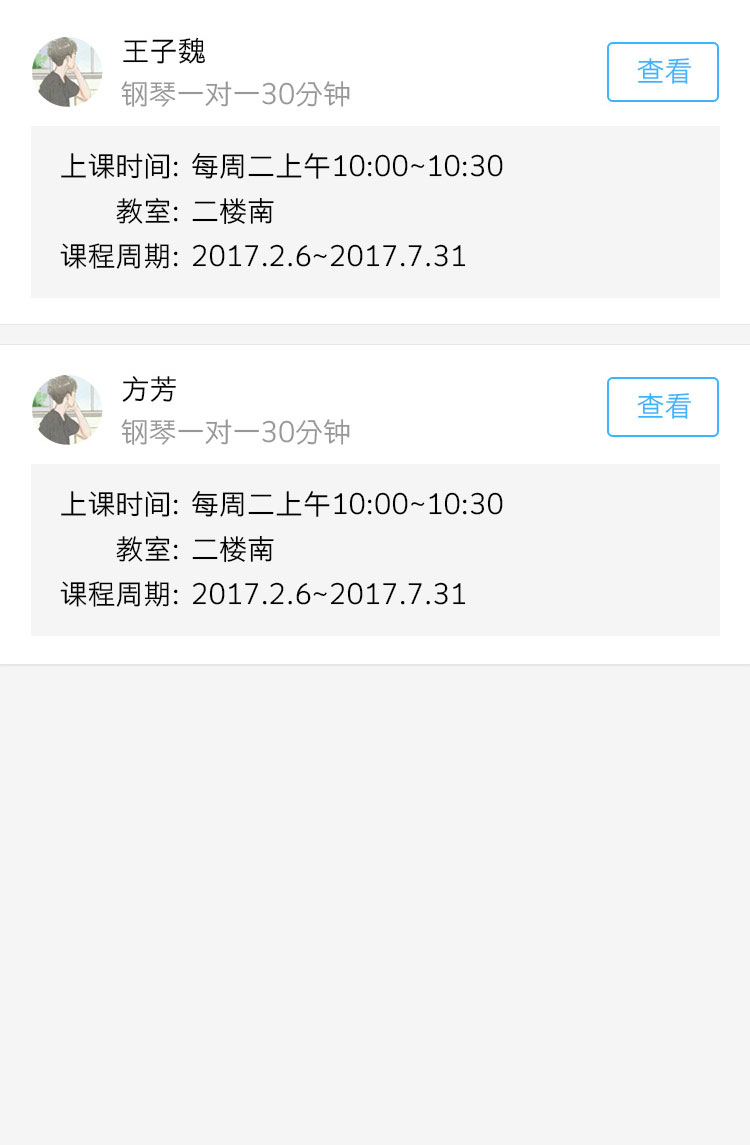 王子魏
查看
钢琴一对一30分钟
上课时间: 每周二上午10:00~10:30
教室: 二楼南
课程周期: 2017.2.6~2017.7.31
方芳
查看
钢琴一对一30分钟
上课时间: 每周二上午10:00~10:30
教室: 二楼南
课程周期: 2017.2.6~2017.7.31